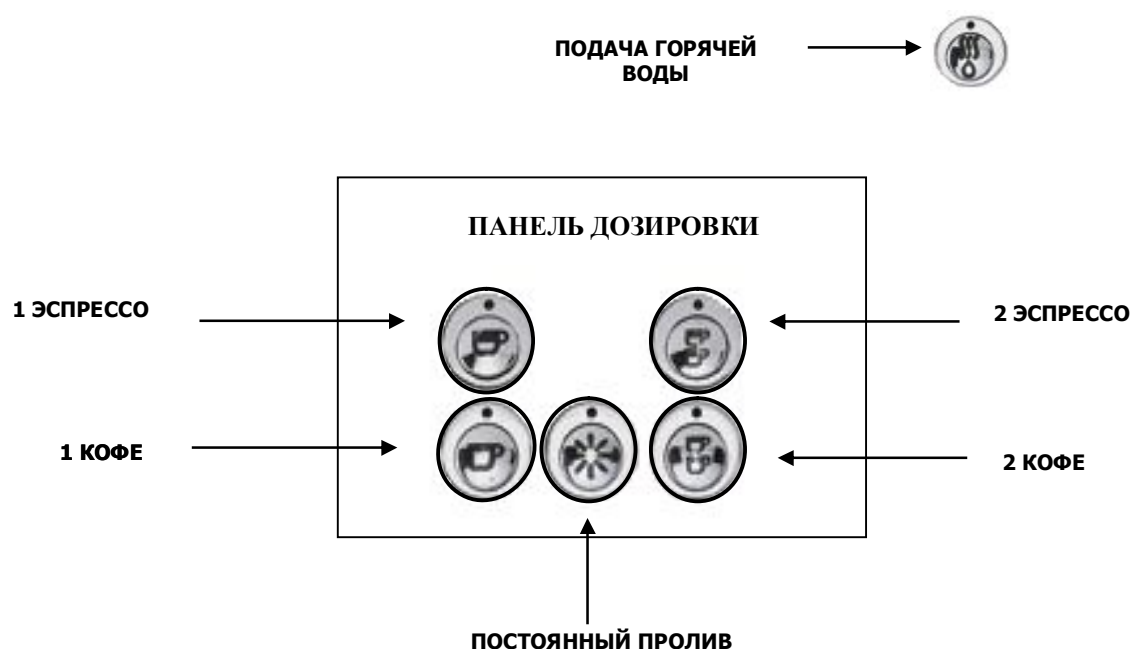 ПОДАЧА ГОРЯЧЕЙ
ВОДЫ
ПАНЕЛЬ ДОЗИРОВКИ
1 ЭСПРЕССО
2 ЭСПРЕССО
1 КОФЕ
2 КОФЕ
ПОСТОЯННЫЙ ПРОЛИВ